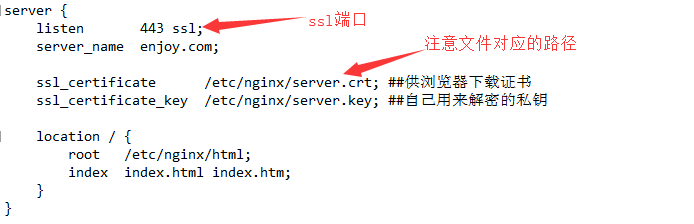 server {
listen 443 ssl;
ssl端口
server_name enjoy.com;
注意文件对应的路径
ssl_certificate /etc/nginx/server.crt; ##供浏览器下载证书
ssl_certificate_key /etc/nginx/server.key; ##自己用来解密的私钥
location / {
root /etc/nginx/html;
index index.html index.htm;
}
}